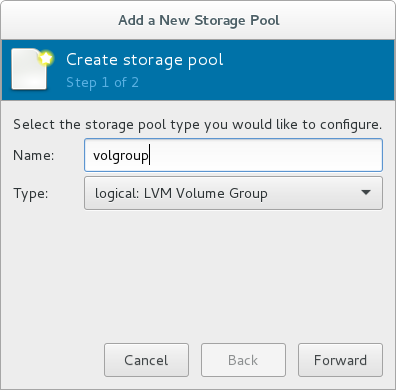 Add a New Storage Pool
Create storage pool
Step 1 of 2
Select the storage pool type you would like to configure.
Name: volgroup
Type: logical: LVM Volume Group
Cancel Back Forward